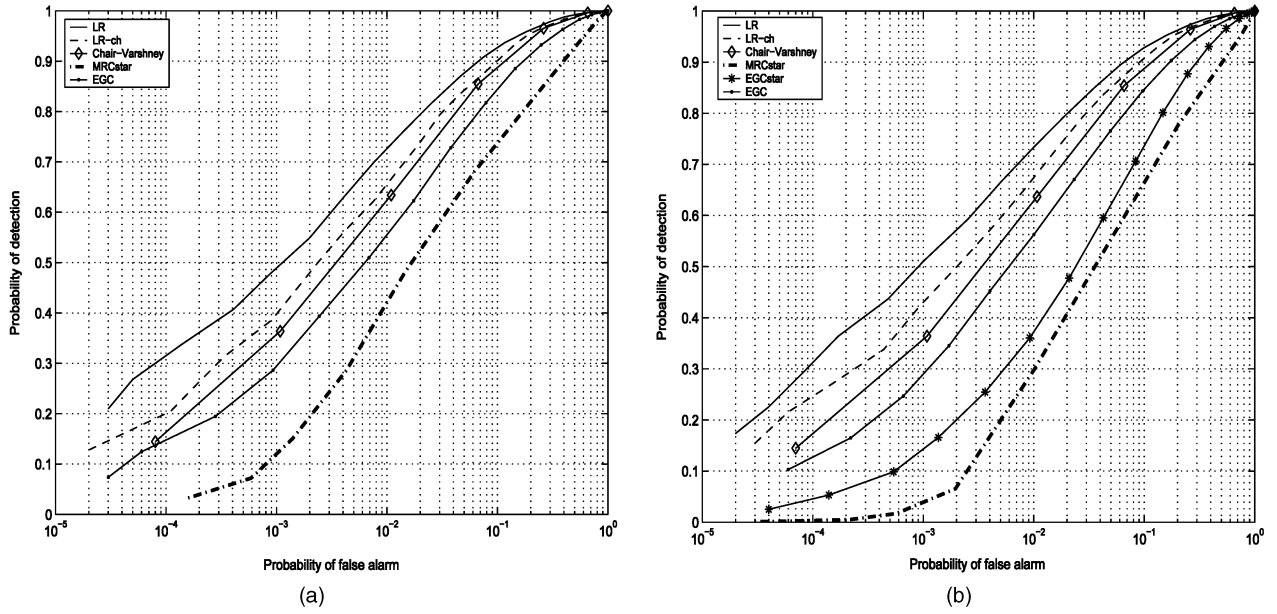 LR
LR-ch
Chair-Varshney
MRCstar
EGC
1
0.9
0.8
0.7
0.6
0.5
0.4
0.3
0.2
0.1
0
Probability of detection
10^-5
10^-4
10^-3
10^-2
10^-1
10^0
Probability of false alarm
(a)
LR
LR-ch
Chair-Varshney
MRCstar
EGCstar
EGC
1
0.9
0.8
0.7
0.6
0.5
0.4
0.3
0.2
0.1
0
Probability of detection
10^-5
10^-4
10^-3
10^-2
10^-1
10^0
Probability of false alarm
(b)